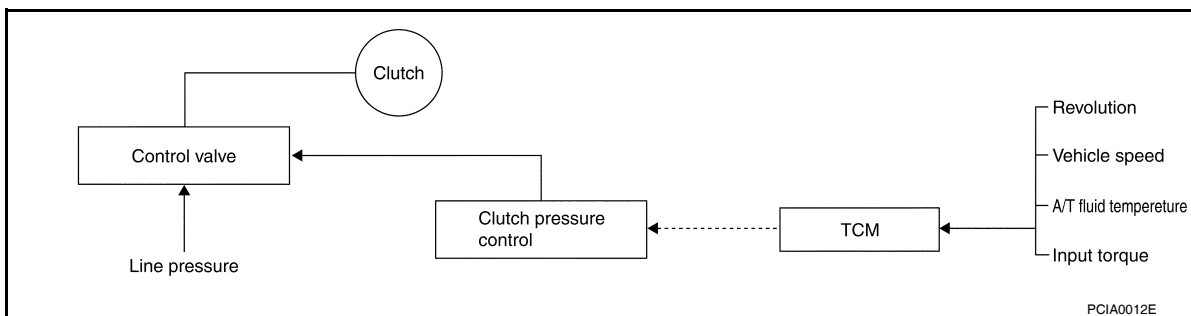 Clutch
Control valve
Line pressure
Clutch pressure
control
TCM
Revolution
Vehicle speed
A/T fluid tempereture
Input torque
PCIA0012E